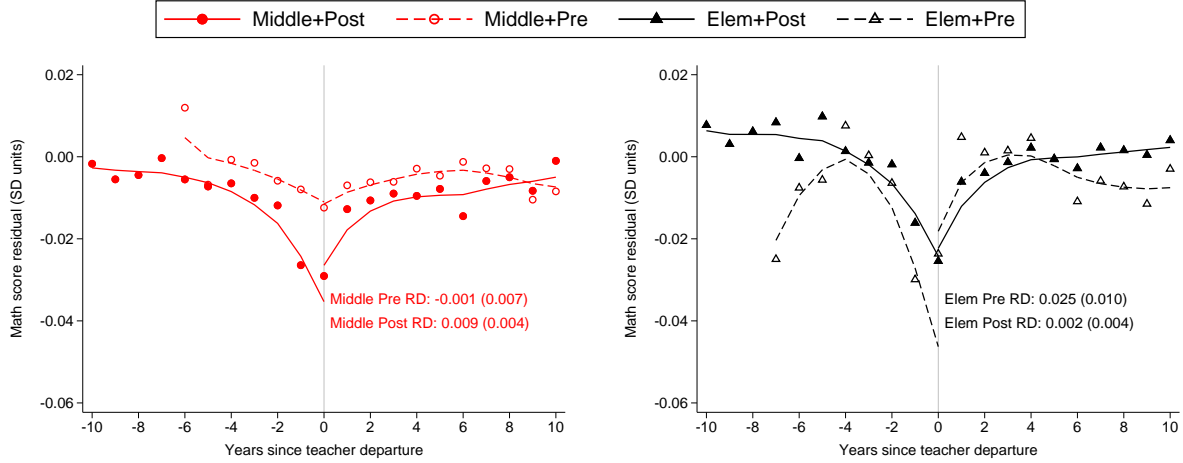 Middle+Post Middle+Pre Elem+Post Elem+Pre
0.02
0.00
-0.02
-0.04
-0.06
Math score residual (SD units)
Middle Pre RD: -0.001 (0.007)
Middle Post RD: 0.009 (0.004)
-10 -8 -6 -4 -2 0 2 4 6 8 10
Years since teacher departure
0.02
0.00
-0.02
-0.04
-0.06
Math score residual (SD units)
Elem Pre RD: 0.025 (0.010)
Elem Post RD: 0.002 (0.004)
-10 -8 -6 -4 -2 0 2 4 6 8 10
Years since teacher departure